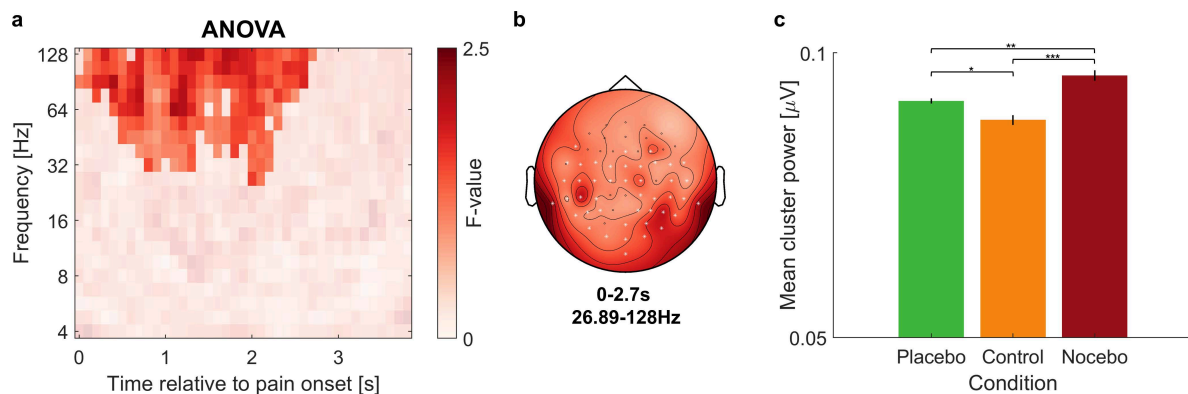 a
ANOVA
128
64
32
16
8
4
Frequency [Hz]
0
1
2
3
Time relative to pain onset [s]
2.5
0
F-value
b
0-2.7s
26.89-128Hz
c
0.1
0.05
Mean cluster power [μV]
**
*
***
Placebo Control Nocebo
Condition